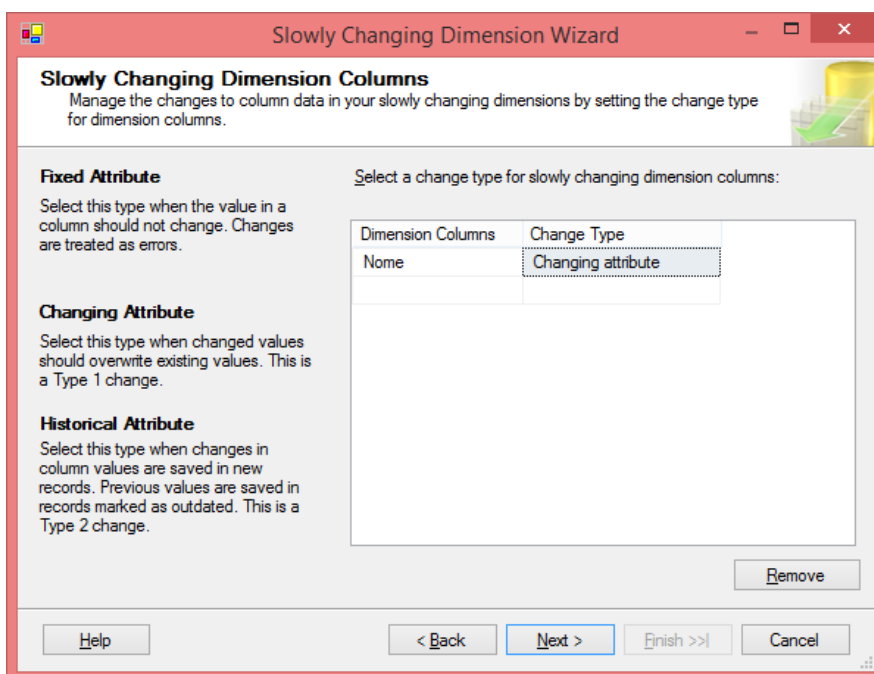 Slowly Changing Dimension Wizard
Slowly Changing Dimension Columns
Manage the changes to column data in your slowly changing dimensions by setting the change type
for dimension columns.
Fixed Attribute
Select this type when the value in a
column should not change. Changes
are treated as errors.
Changing Attribute
Select this type when changed values
should overwrite existing values. This is
a Type 1 change.
Historical Attribute
Select this type when changes in
column values are saved in new
records. Previous values are saved in
records marked as outdated. This is a
Type 2 change.
Select a change type for slowly changing dimension columns:
Dimension Columns Change Type
Nome Changing attribute
Remove
Help < Back Next > Finish >>| Cancel